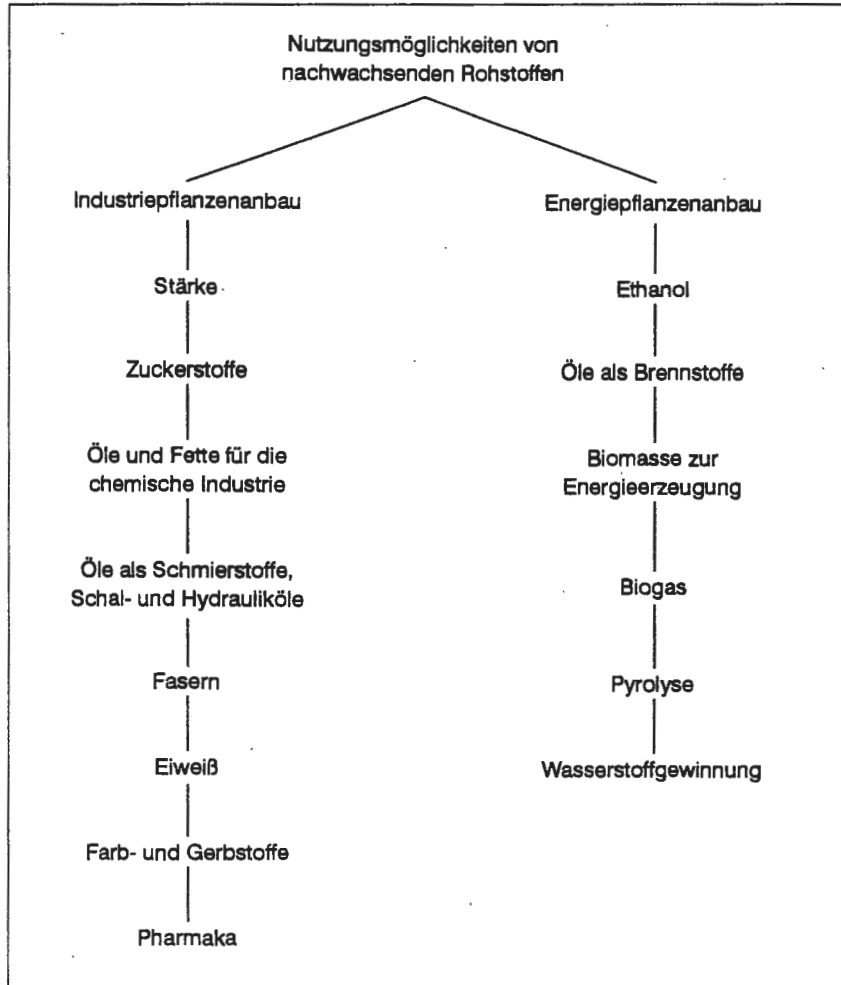 Nutzungsmöglichkeiten von
nachwachsenden Rohstoffen
Industriepflanzenanbau
Stärke
Zuckerstoffe
Öle und Fette für die
chemische Industrie
Öle als Schmierstoffe,
Schal- und Hydrauliköle
Fasern
Eiweiß
Farb- und Gerbstoffe
Pharmaka
Energiepflanzenanbau
Ethanol
Öle als Brennstoffe
Biomasse zur
Energieerzeugung
Biogas
Pyrolyse
Wasserstoffgewinnung